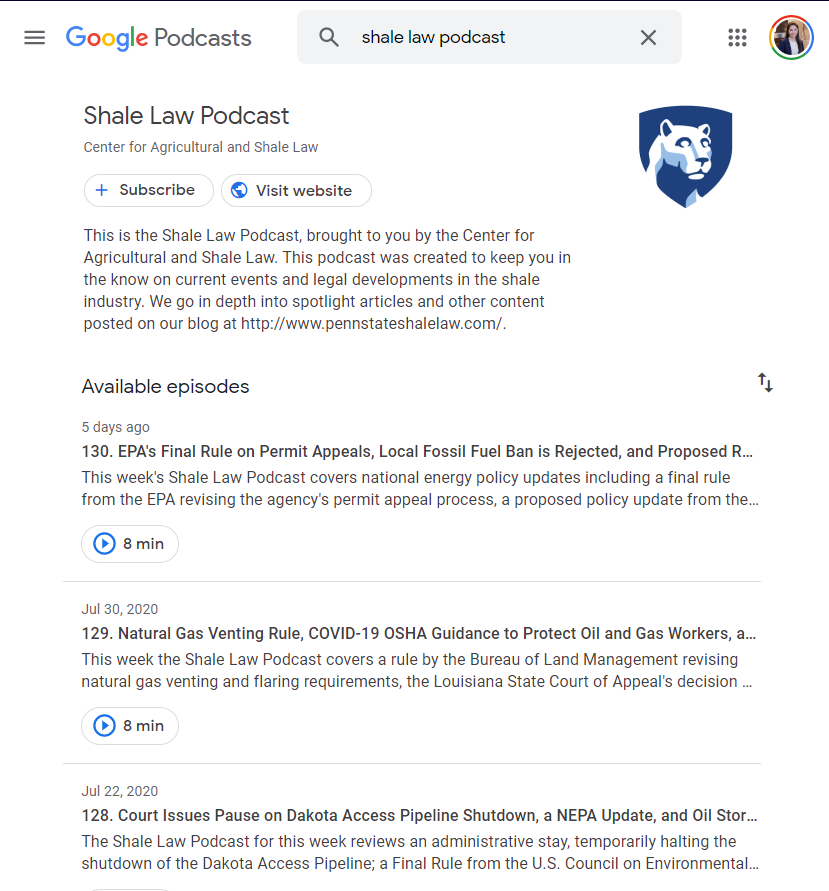 Google Podcasts
shale law podcast
Shale Law Podcast
Center for Agricultural and Shale Law
+ Subscribe
Visit website
This is the Shale Law Podcast, brought to you by the Center for
Agricultural and Shale Law. This podcast was created to keep you in
the know on current events and legal developments in the shale
industry. We go in depth into spotlight articles and other content
posted on our blog at http://www.pennstateshalelaw.com/.
Available episodes
5 days ago
130. EPA's Final Rule on Permit Appeals, Local Fossil Fuel Ban is Rejected, and Proposed R...
This week's Shale Law Podcast covers national energy policy updates including a final rule
from the EPA revising the agency's permit appeal process, a proposed policy update from the...
8 min
Jul 30, 2020
129. Natural Gas Venting Rule, COVID-19 OSHA Guidance to Protect Oil and Gas Workers, a...
This week the Shale Law Podcast covers a rule by the Bureau of Land Management revising
natural gas venting and flaring requirements, the Louisiana State Court of Appeal's decision ...
8 min
Jul 22, 2020
128. Court Issues Pause on Dakota Access Pipeline Shutdown, a NEPA Update, and Oil Stor...
The Shale Law Podcast for this week reviews an administrative stay, temporarily halting the
shutdown of the Dakota Access Pipeline; a Final Rule from the U.S. Council on Environmental...